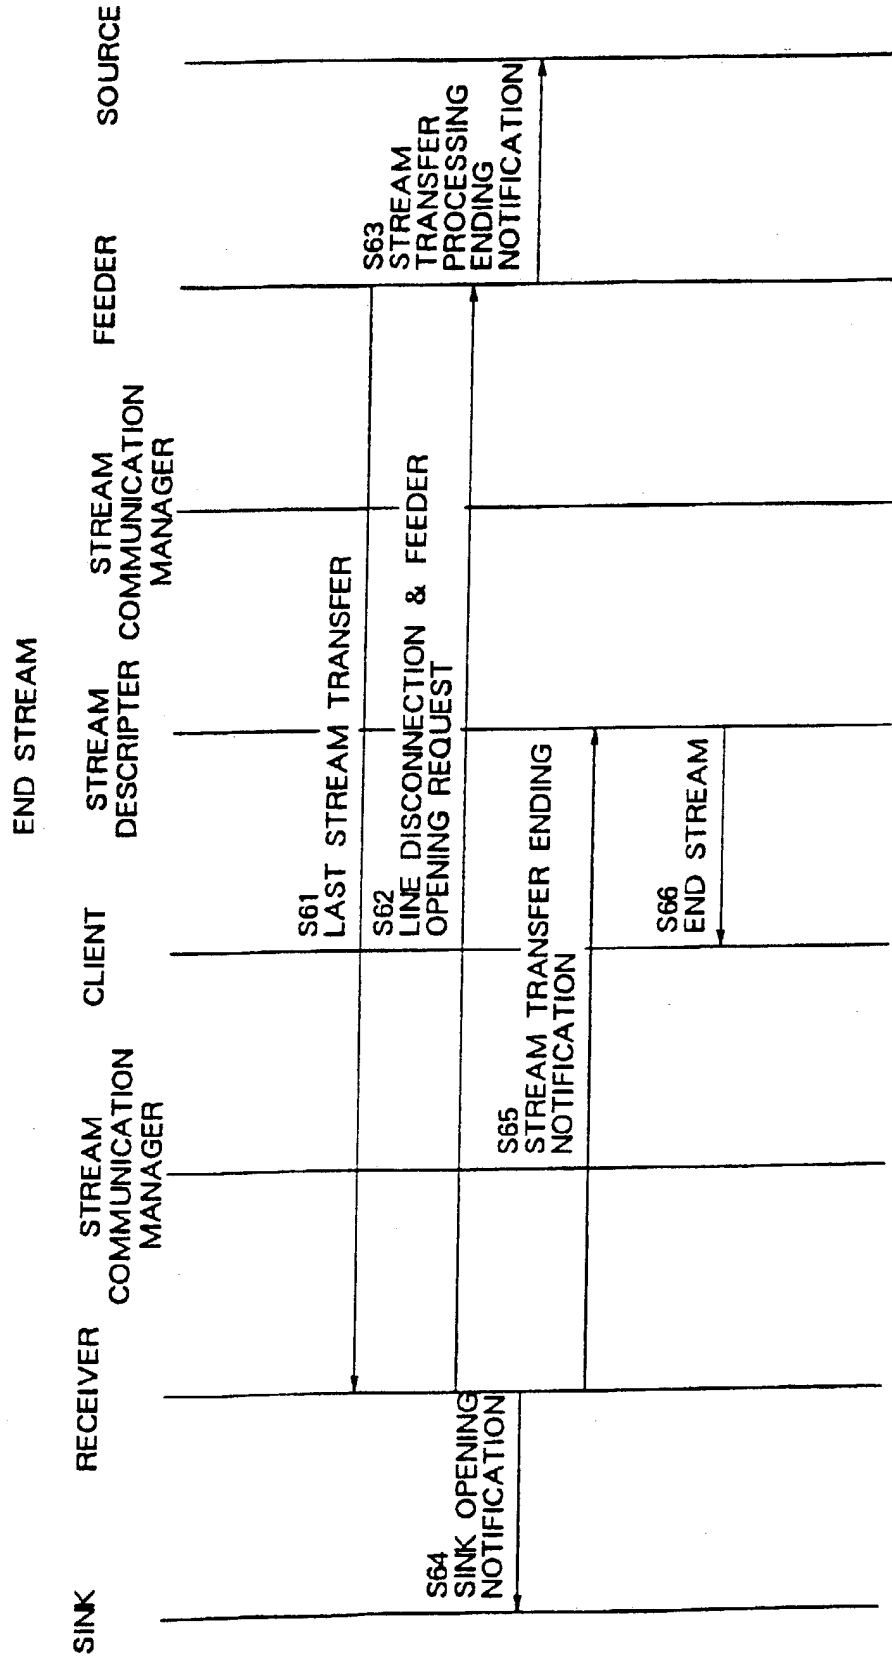 END STREAM
SINK
RECEIVER
STREAM
COMMUNICATION
MANAGER
CLIENT
STREAM
DESCRIPTER
STREAM
COMMUNICATION
MANAGER
FEEDER
SOURCE
S61
LAST STREAM TRANSFER
S62
LINE DISCONNECTION & FEEDER
OPENING REQUEST
S63
STREAM
TRANSFER
PROCESSING
ENDING
NOTIFICATION
S64
SINK OPENING
NOTIFICATION
S65
STREAM TRANSFER ENDING
NOTIFICATION
S66
END STREAM